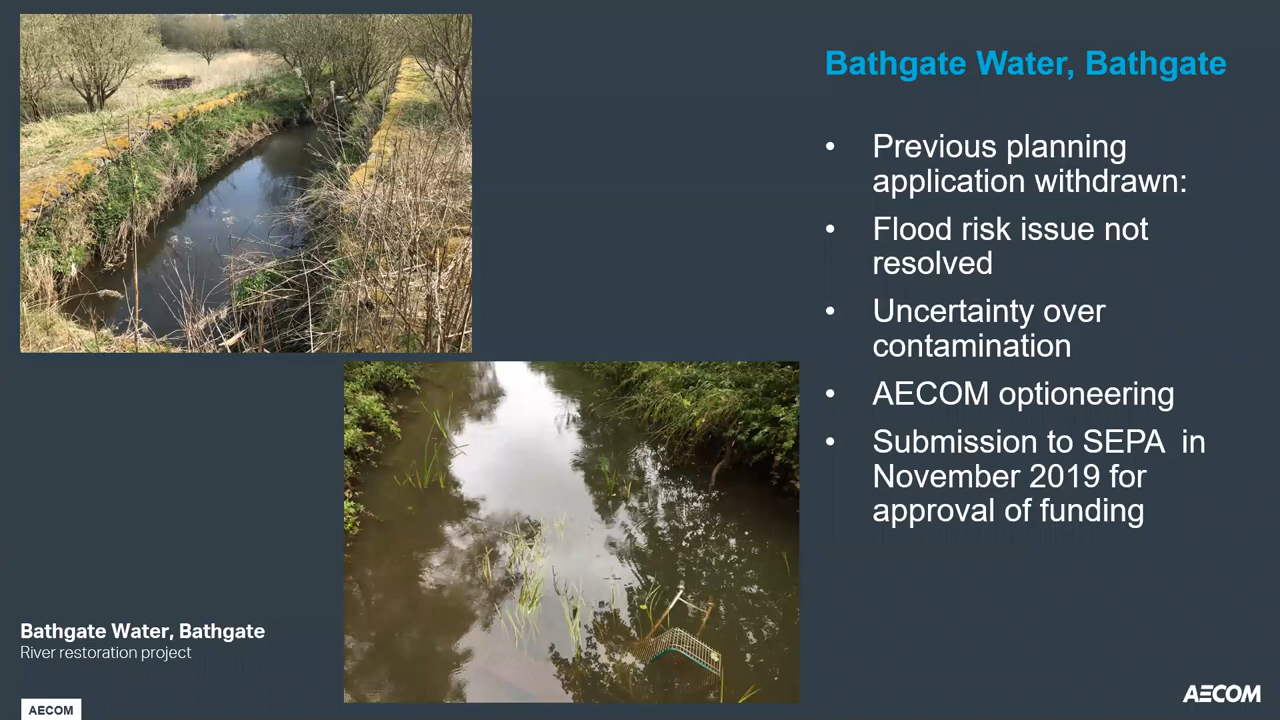 Bathgate Water, Bathgate
• Previous planning
application withdrawn:
• Flood risk issue not
resolved
• Uncertainty over
contamination
• AECOM optioneering
• Submission to SEPA  in
November 2019 for
approval of funding
Bathgate Water, Bathgate
River restoration project
AECOM
AECOM